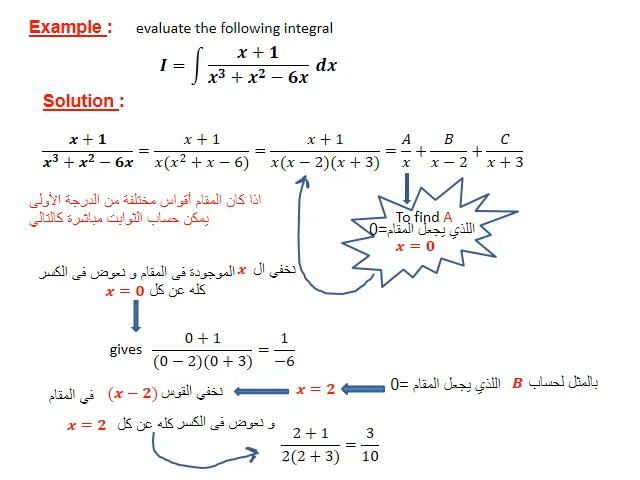 Example : evaluate the following integral
I = ∫ (x + 1)/(x³ + x² − 6x) dx
Solution :
(x + 1)/(x³ + x² − 6x) = (x + 1)/(x(x² + x − 6)) = (x + 1)/(x(x − 2)(x + 3)) = A/x + B/(x − 2) + C/(x + 3)
اذا كان المقام أقواس مختلفة من الدرجة الأولى
يمكن حساب الثوابت مباشرة كالتالي
To find A
اللذي يجعل المقام=0
x = 0
نخفي ال x الموجودة فى المقام و نعوض فى الكسر
كله عن كل x = 0
gives (0 + 1)/((0 − 2)(0 + 3)) = 1/−6
بالمثل لحساب B اللذي يجعل المقام =0 x = 2 نخفي القوس (x − 2) في المقام
و نعوض فى الكسر كله عن كل x = 2
(2 + 1)/(2(2 + 3)) = 3/10